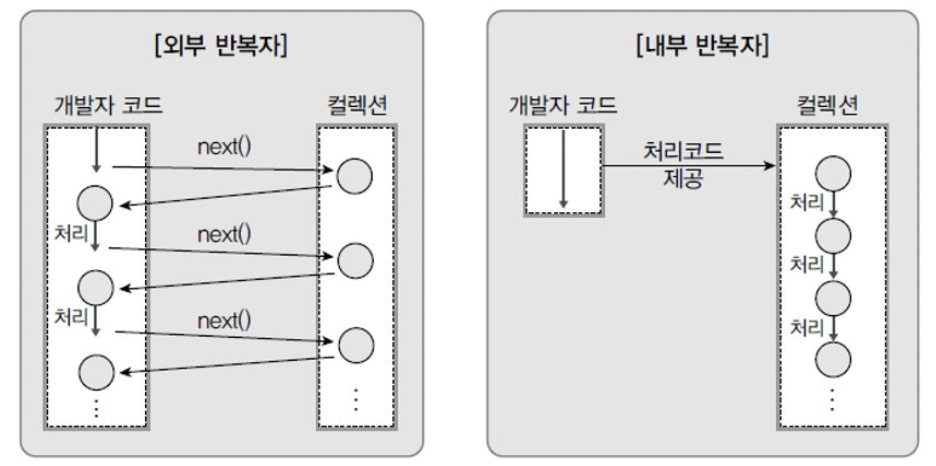 [외부 반복자]
개발자 코드
컬렉션
next()
처리
next()
처리
next()
[내부 반복자]
개발자 코드
컬렉션
처리코드
제공
처리
처리
처리